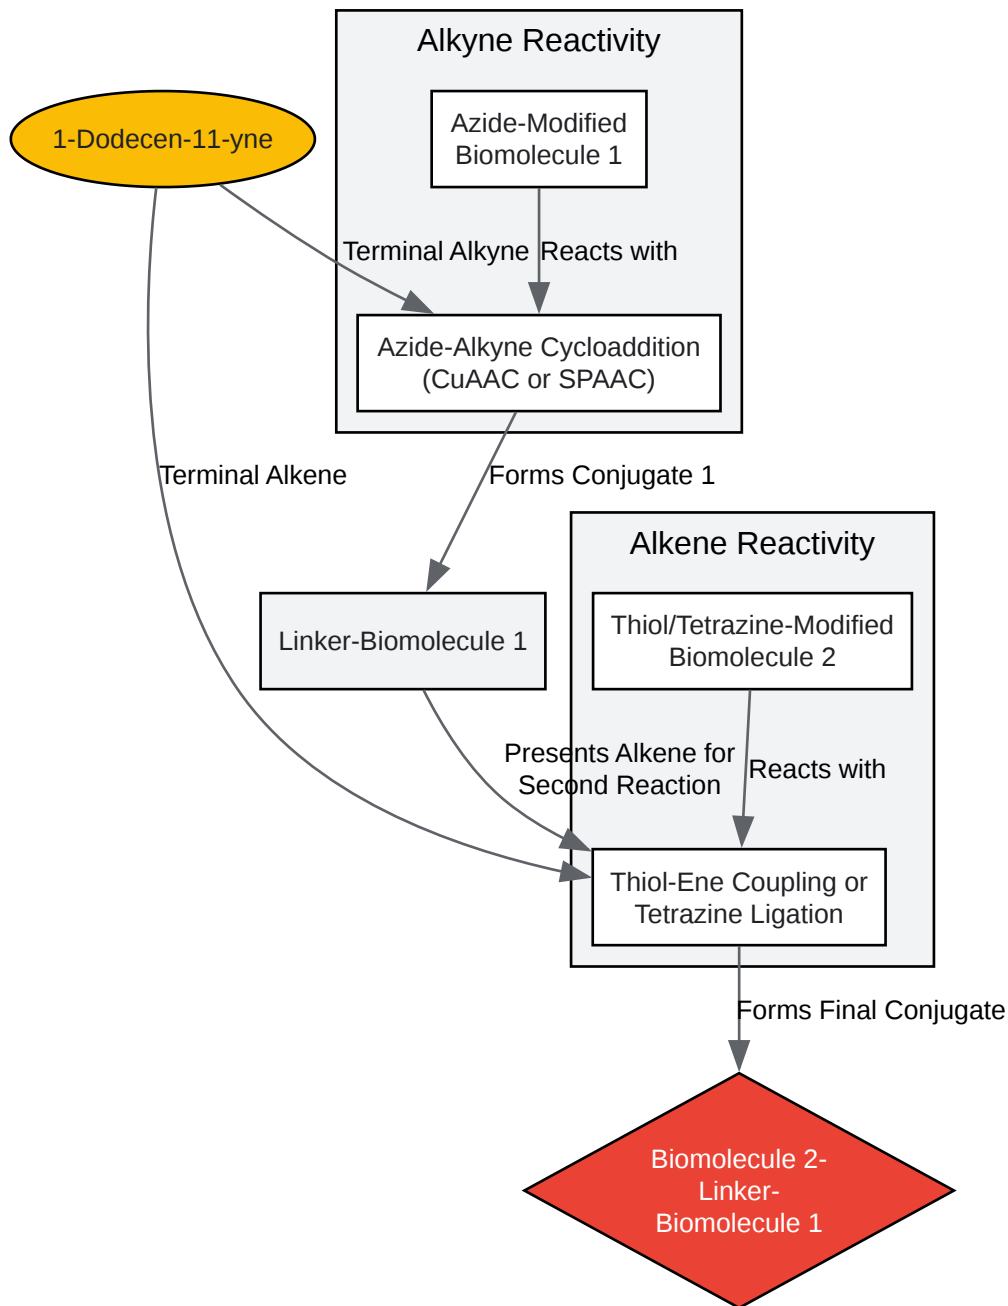 Alkyne Reactivity
1-Dodecen-11-yne
Azide-Modified
Biomolecule 1
Terminal Alkyne
Reacts with
Azide-Alkyne Cycloaddition
(CuAAC or SPAAC)
Terminal Alkene
Forms Conjugate 1
Alkene Reactivity
Linker-Biomolecule 1
Thiol/Tetrazine-Modified
Biomolecule 2
Presents Alkene for
Second Reaction
Reacts with
Thiol-Ene Coupling or
Tetrazine Ligation
Forms Final Conjugate
Biomolecule 2-
Linker-
Biomolecule 1